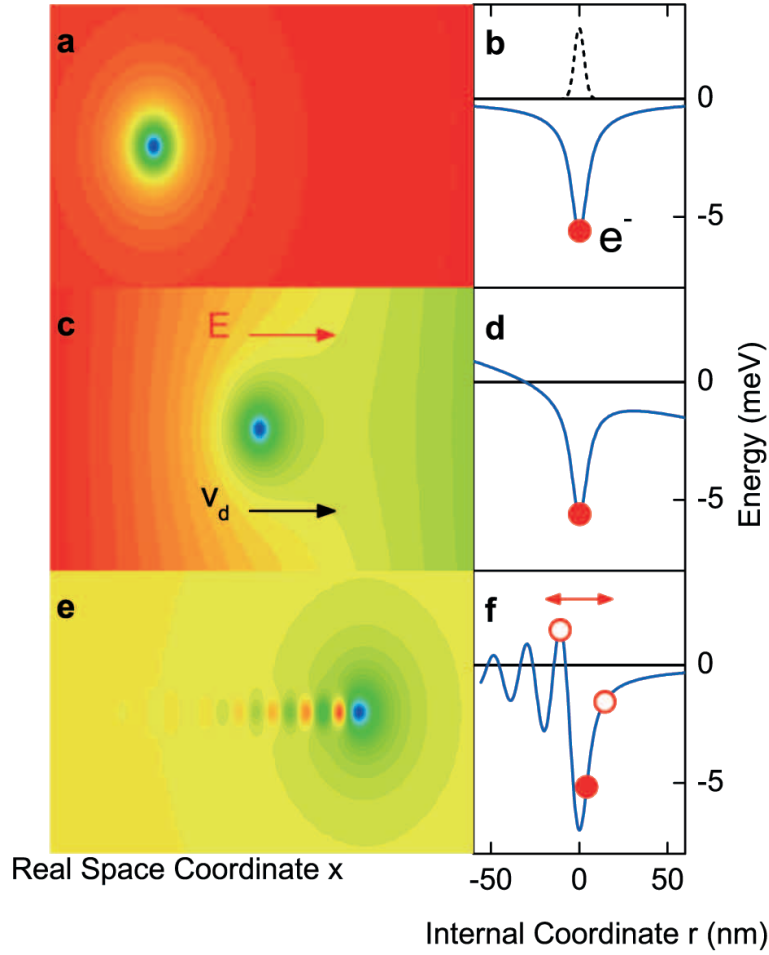 a
b
0
-5
e-
c
E
vd
d
0
-5
e
f
0
-5
Energy (meV)
-50 0 50
Real Space Coordinate x
Internal Coordinate r (nm)